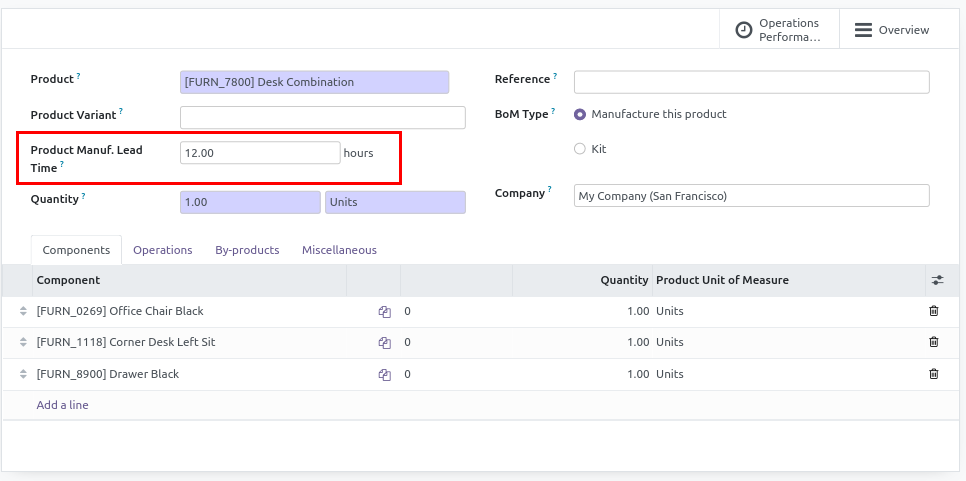 Operations
Performa...
Overview
Product ?
[FURN_7800] Desk Combination
Reference ?
Product Variant ?
BoM Type ?
Manufacture this product
Product Manuf. Lead
Time ?
12.00
hours
Kit
Quantity ?
1.00
Units
Company ?
My Company (San Francisco)
Components
Operations
By-products
Miscellaneous
Component
Quantity
Product Unit of Measure
[FURN_0269] Office Chair Black
0
1.00
Units
[FURN_1118] Corner Desk Left Sit
0
1.00
Units
[FURN_8900] Drawer Black
0
1.00
Units
Add a line